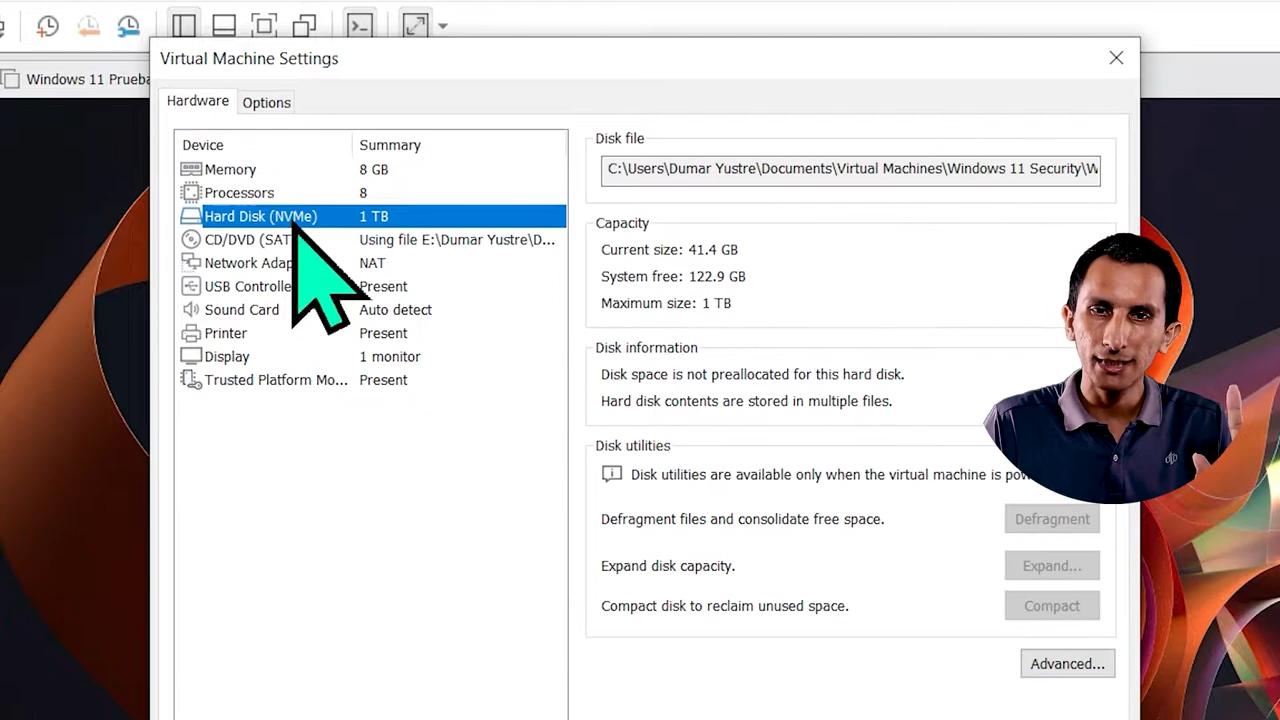 Virtual Machine Settings
Windows 11 Prueba
Hardware
Options
Device Summary
Memory 8 GB
Processors 8
Hard Disk (NVMe) 1 TB
CD/DVD (SAT Using file E:\Dumar Yustre\D...
Network Adap NAT
USB Controlle Present
Sound Card Auto detect
Printer Present
Display 1 monitor
Trusted Platform Mo... Present
Disk file
C:\Users\Dumar Yustre\Documents\Virtual Machines\Windows 11 Security\W
Capacity
Current size: 41.4 GB
System free: 122.9 GB
Maximum size: 1 TB
Disk information
Disk space is not preallocated for this hard disk.
Hard disk contents are stored in multiple files.
Disk utilities
Disk utilities are available only when the virtual machine is pow
Defragment files and consolidate free space. Defragment
Expand disk capacity. Expand...
Compact disk to reclaim unused space. Compact
Advanced...